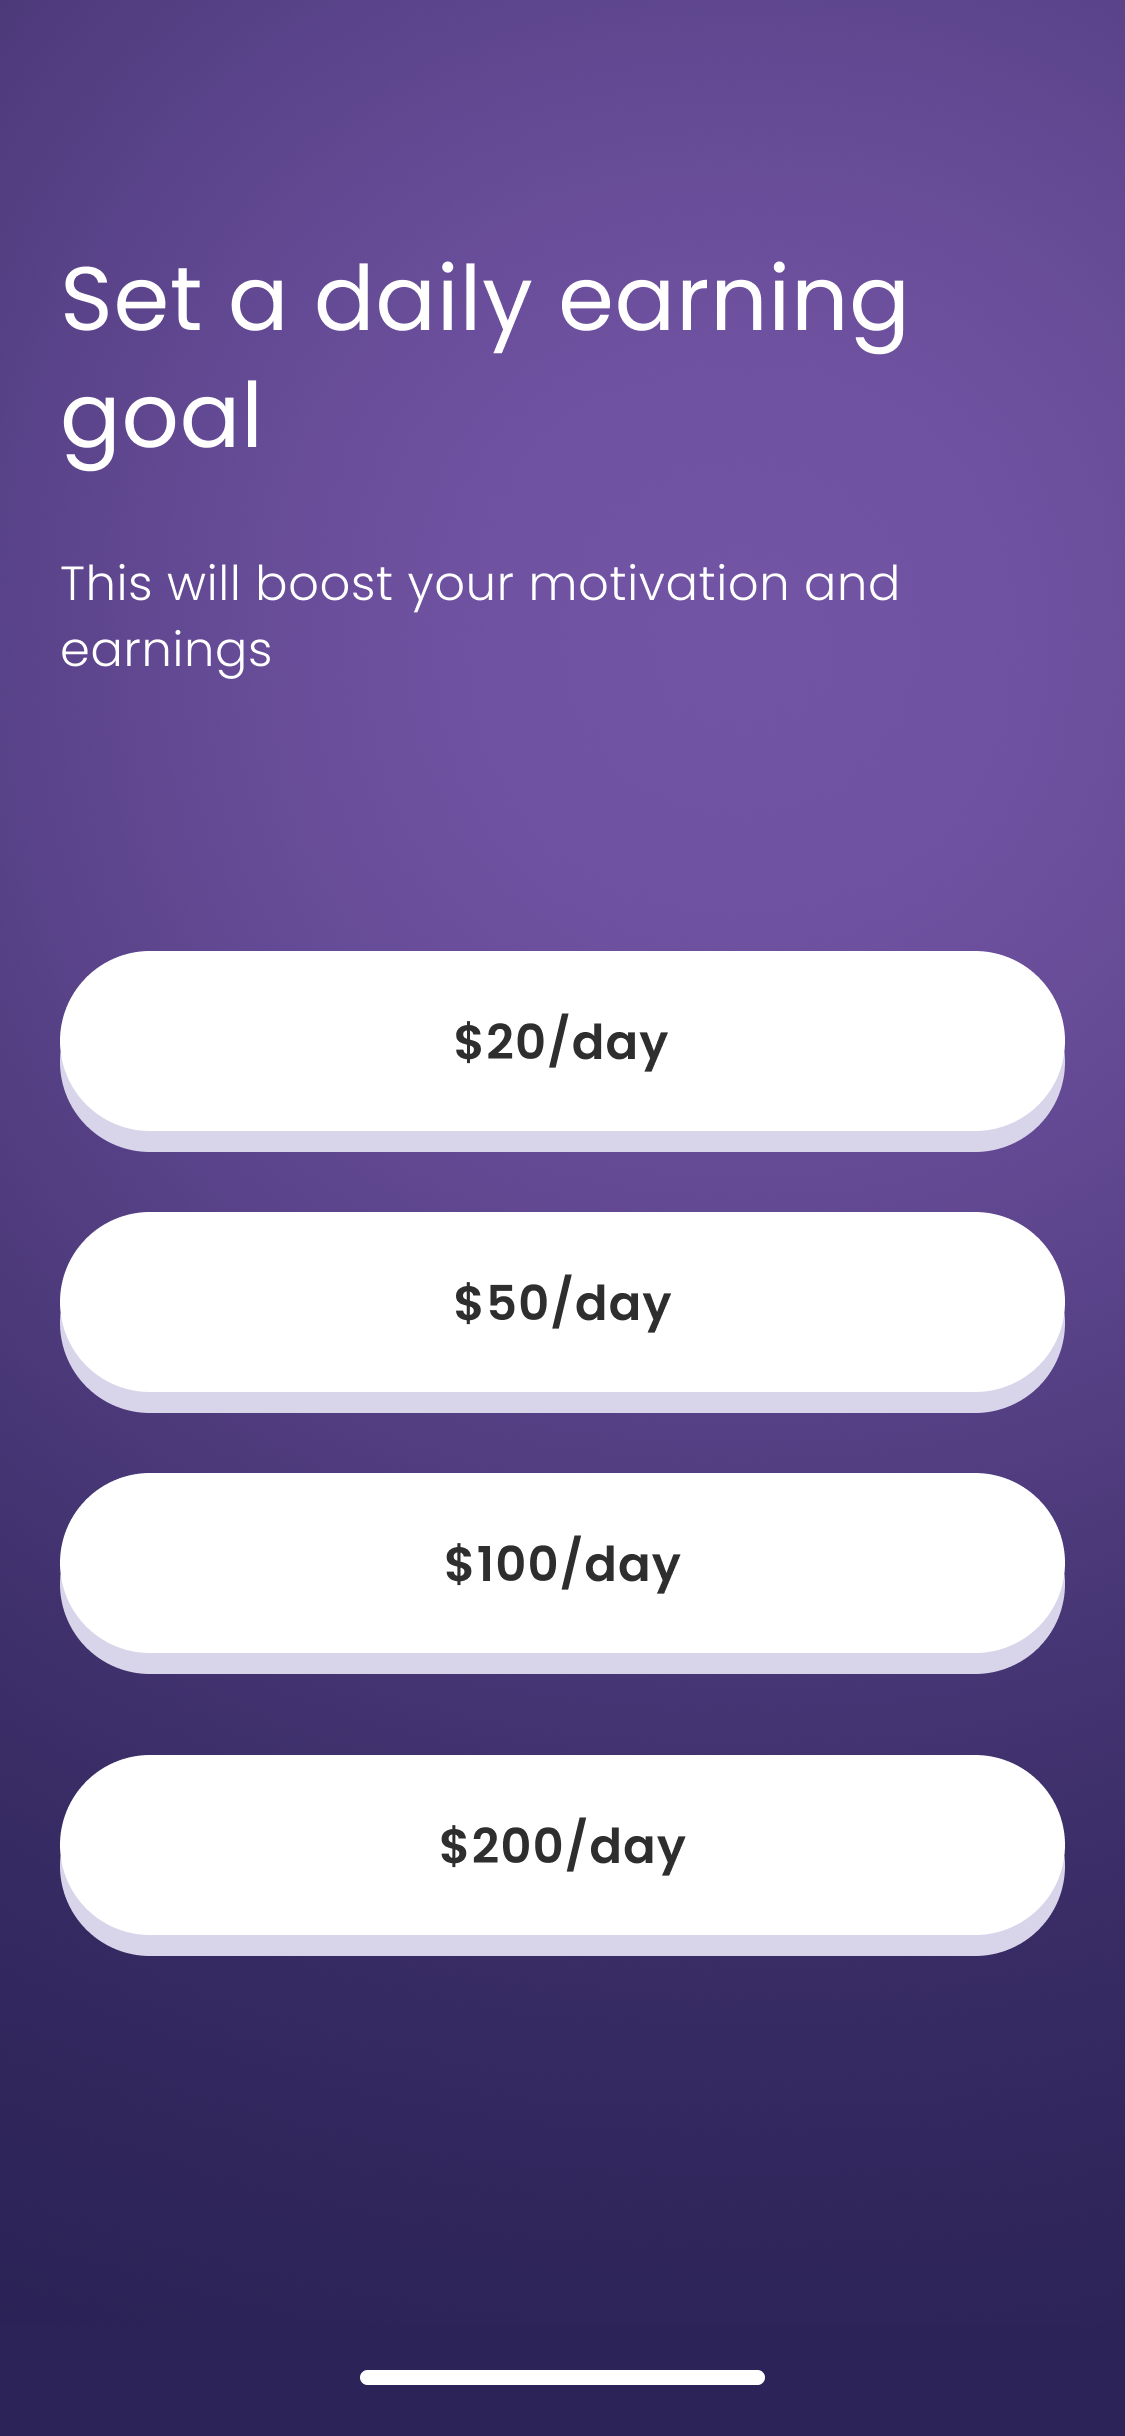 Set a daily earning
goal
This will boost your motivation and
earnings
$20/day
$50/day
$100/day
$200/day